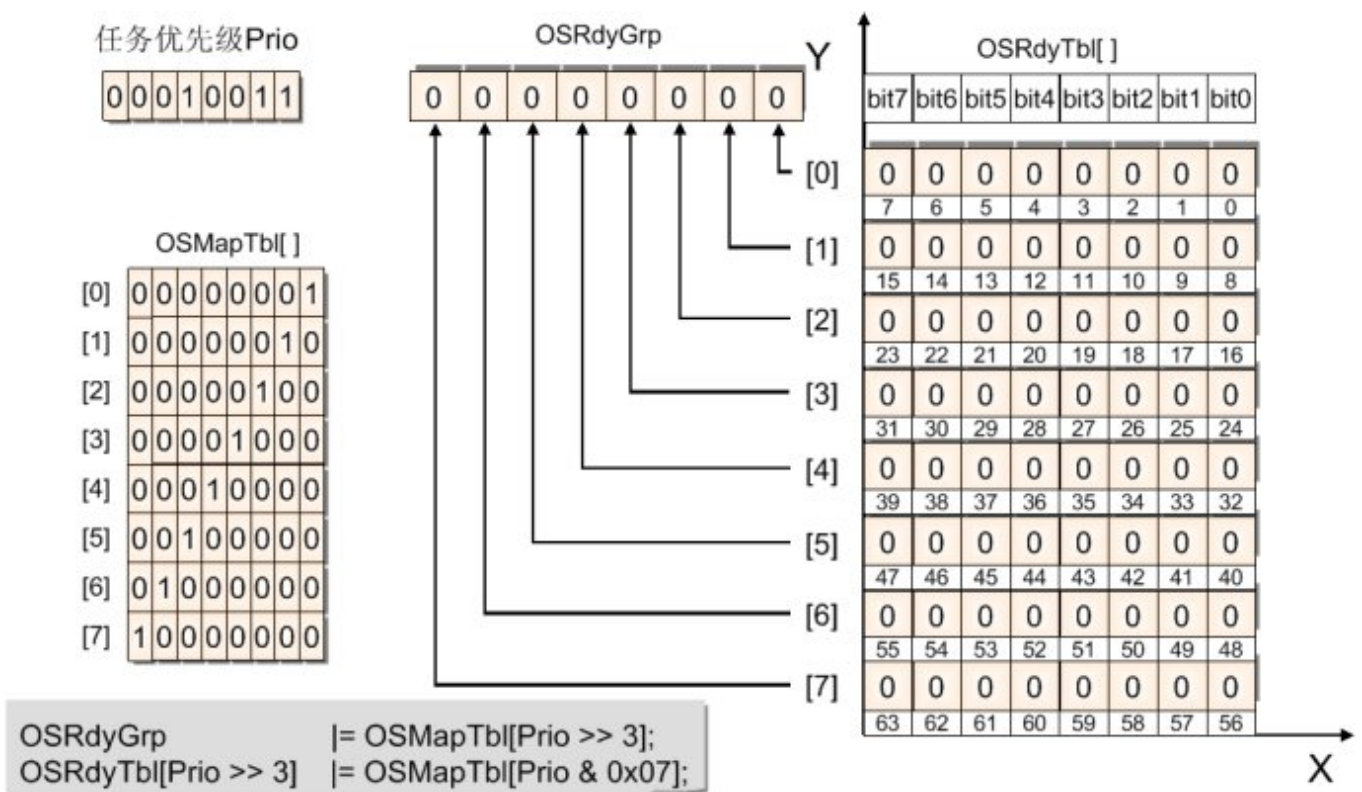 任务优先级Prio
0 0 0 1 0 0 1 1
OSMapTbl[ ]
[0] 0 0 0 0 0 0 0 1
[1] 0 0 0 0 0 0 1 0
[2] 0 0 0 0 0 1 0 0
[3] 0 0 0 0 1 0 0 0
[4] 0 0 0 1 0 0 0 0
[5] 0 0 1 0 0 0 0 0
[6] 0 1 0 0 0 0 0 0
[7] 1 0 0 0 0 0 0 0
OSRdyGrp
0 0 0 0 0 0 0 0
Y
OSRdyTbl[ ]
bit7 bit6 bit5 bit4 bit3 bit2 bit1 bit0
[0] 0 0 0 0 0 0 0 0
7 6 5 4 3 2 1 0
[1] 0 0 0 0 0 0 0 0
15 14 13 12 11 10 9 8
[2] 0 0 0 0 0 0 0 0
23 22 21 20 19 18 17 16
[3] 0 0 0 0 0 0 0 0
31 30 29 28 27 26 25 24
[4] 0 0 0 0 0 0 0 0
39 38 37 36 35 34 33 32
[5] 0 0 0 0 0 0 0 0
47 46 45 44 43 42 41 40
[6] 0 0 0 0 0 0 0 0
55 54 53 52 51 50 49 48
[7] 0 0 0 0 0 0 0 0
63 62 61 60 59 58 57 56
X
OSRdyGrp |= OSMapTbl[Prio >> 3];
OSRdyTbl[Prio >> 3] |= OSMapTbl[Prio & 0x07];